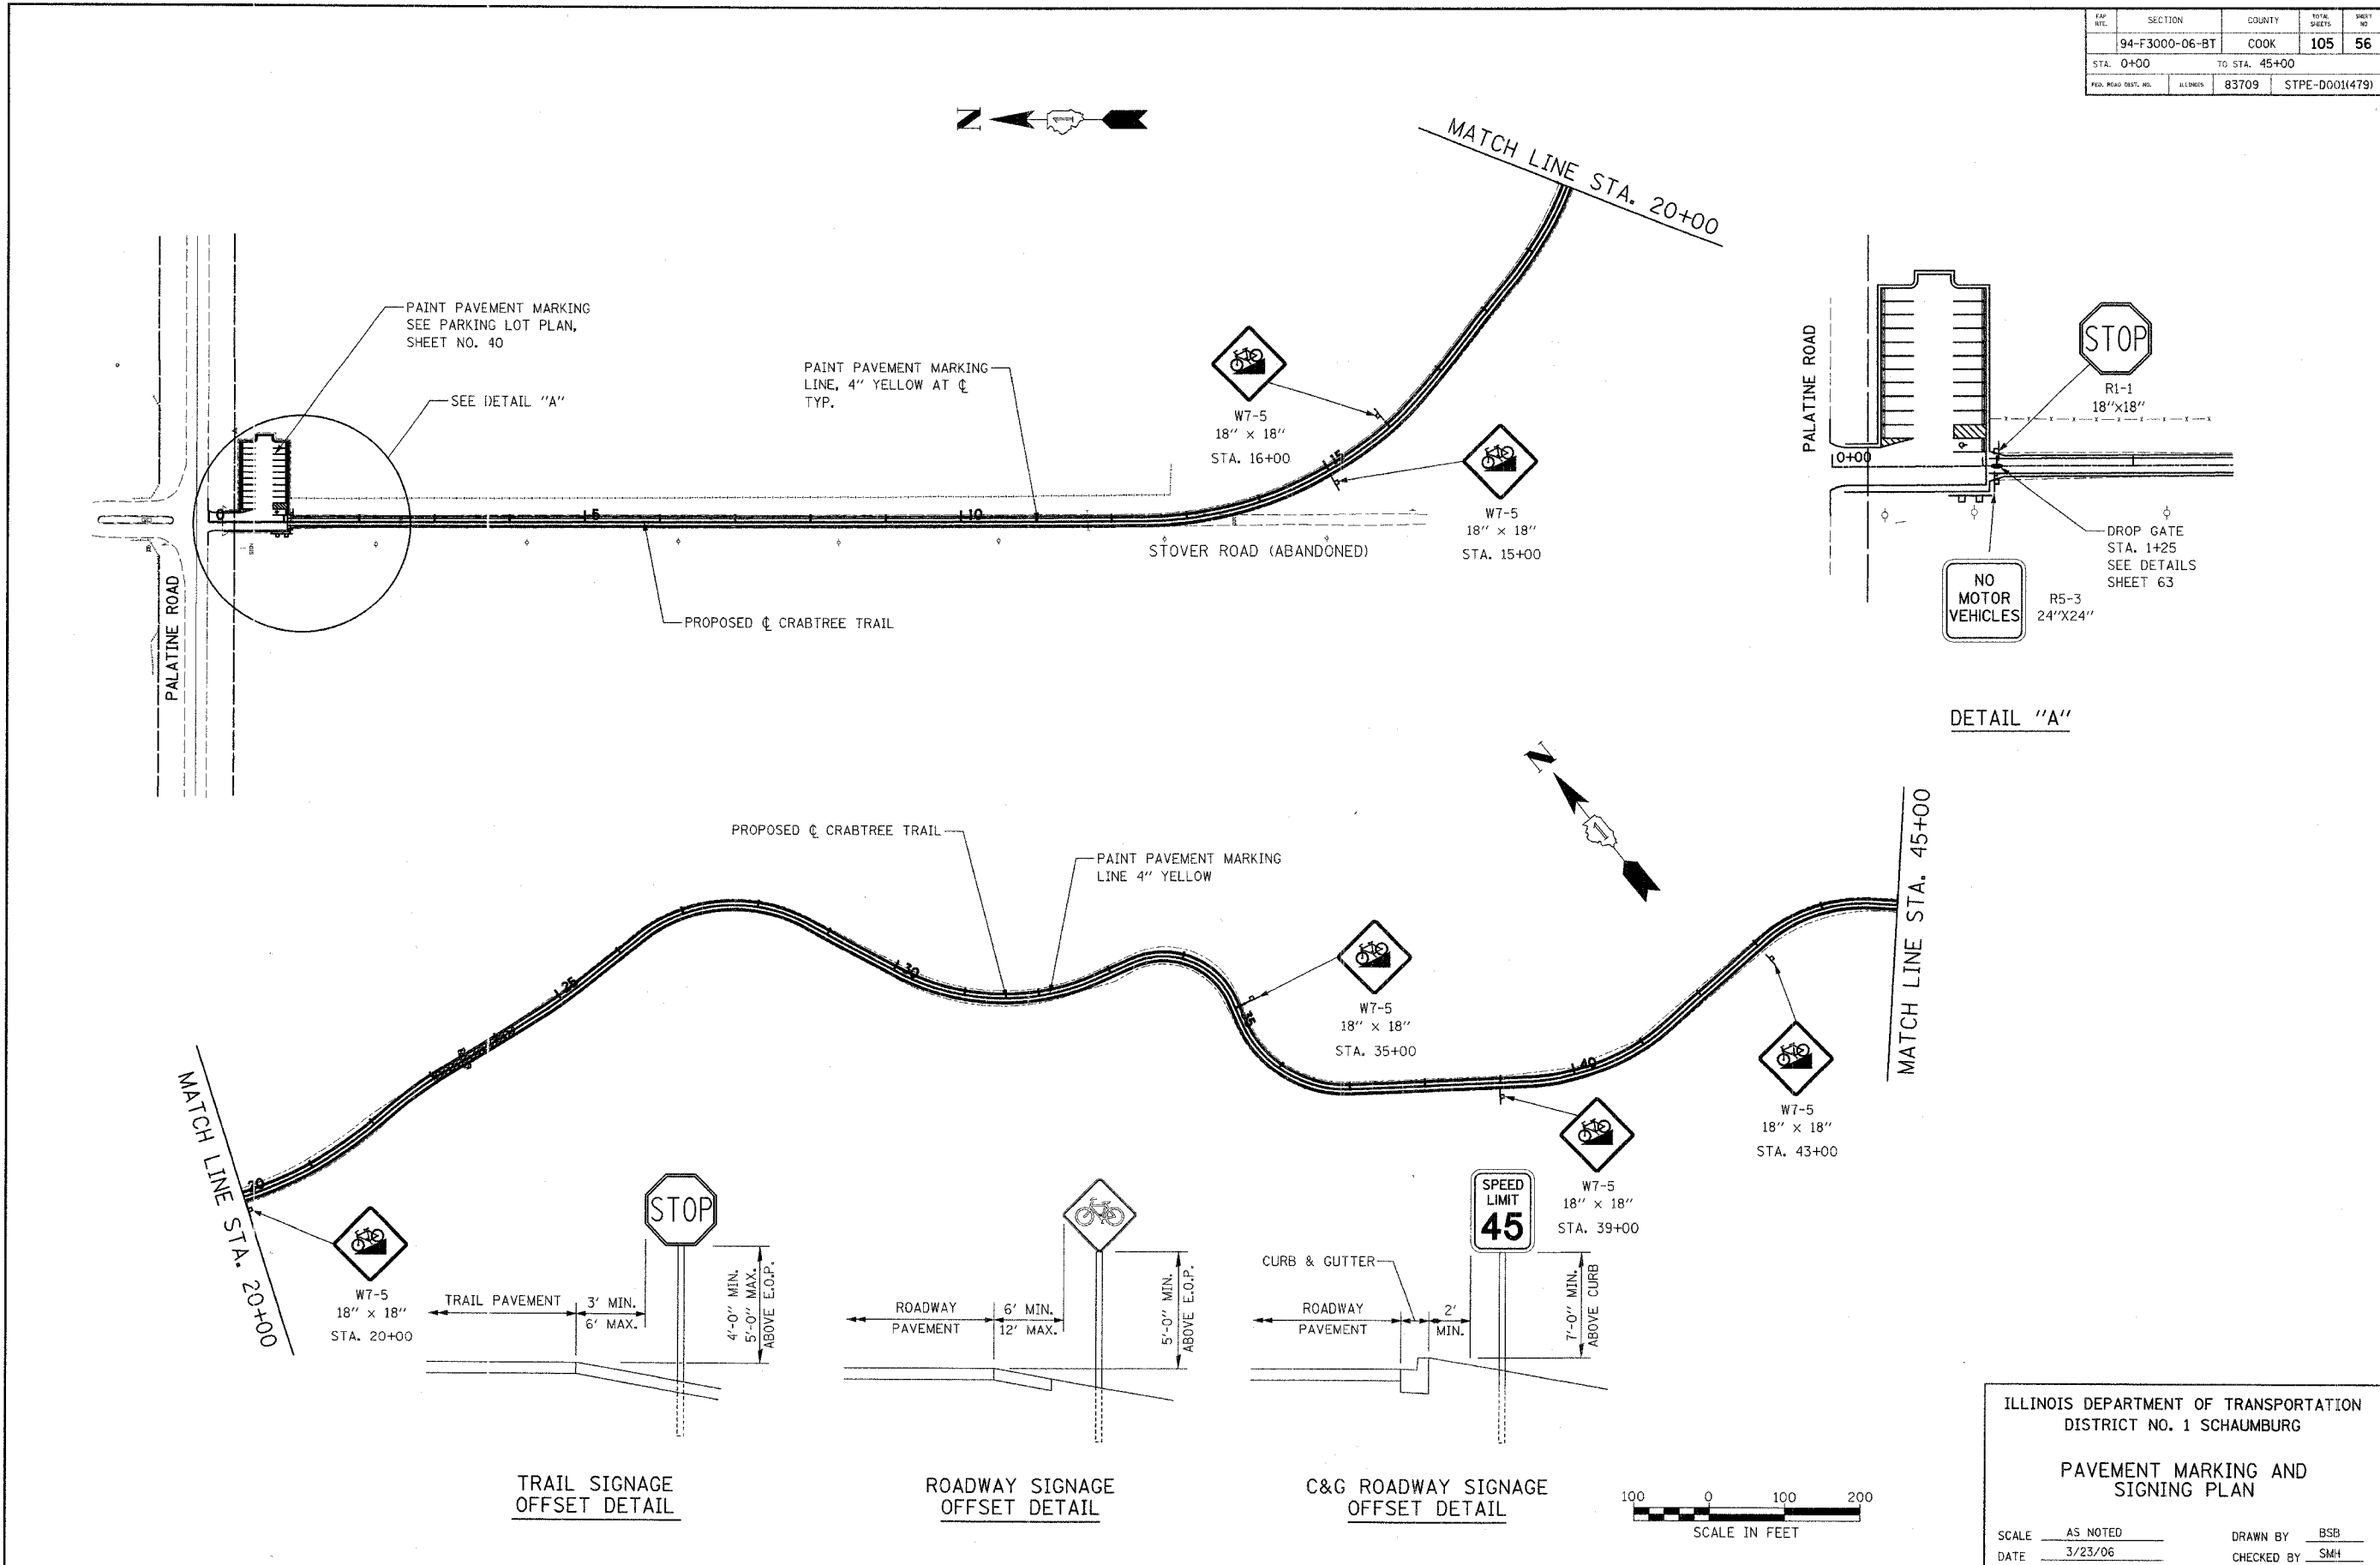 FAP RTE. SECTION COUNTY TOTAL SHEETS SHEET NO
94-F3000-06-BT COOK 105 56
STA. 0+00 TO STA. 45+00
FED. ROAD DIST. NO. ILLINOIS 83709 STPE-D001(479)
N
1
MATCH LINE STA. 20+00
PAINT PAVEMENT MARKING
SEE PARKING LOT PLAN,
SHEET NO. 40
SEE DETAIL "A"
PAINT PAVEMENT MARKING
LINE, 4" YELLOW AT ℄
TYP.
W7-5
18" × 18"
STA. 16+00
W7-5
18" × 18"
STA. 15+00
0
5
10
15
STOVER ROAD (ABANDONED)
PROPOSED ℄ CRABTREE TRAIL
PALATINE ROAD
PALATINE ROAD
STOP
R1-1
18"X18"
0+00
DROP GATE
STA. 1+25
SEE DETAILS
SHEET 63
NO
MOTOR
VEHICLES
R5-3
24"X24"
DETAIL "A"
N
1
PROPOSED ℄ CRABTREE TRAIL
PAINT PAVEMENT MARKING
LINE 4" YELLOW
MATCH LINE STA. 45+00
MATCH LINE STA. 20+00
20
25
30
35
40
W7-5
18" × 18"
STA. 35+00
W7-5
18" × 18"
STA. 43+00
W7-5
18" × 18"
STA. 39+00
W7-5
18" × 18"
STA. 20+00
STOP
TRAIL PAVEMENT
3' MIN.
6' MAX.
4'-0" MIN.
5'-0" MAX.
ABOVE E.O.P.
TRAIL SIGNAGE
OFFSET DETAIL
ROADWAY
PAVEMENT
6' MIN.
12' MAX.
5'-0" MIN.
ABOVE E.O.P.
ROADWAY SIGNAGE
OFFSET DETAIL
SPEED
LIMIT
45
CURB & GUTTER
ROADWAY
PAVEMENT
2'
MIN.
7'-0" MIN.
ABOVE CURB
C&G ROADWAY SIGNAGE
OFFSET DETAIL
100 0 100 200
SCALE IN FEET
ILLINOIS DEPARTMENT OF TRANSPORTATION
DISTRICT NO. 1 SCHAUMBURG
PAVEMENT MARKING AND
SIGNING PLAN
SCALE AS NOTED DRAWN BY BSB
DATE 3/23/06 CHECKED BY SMH